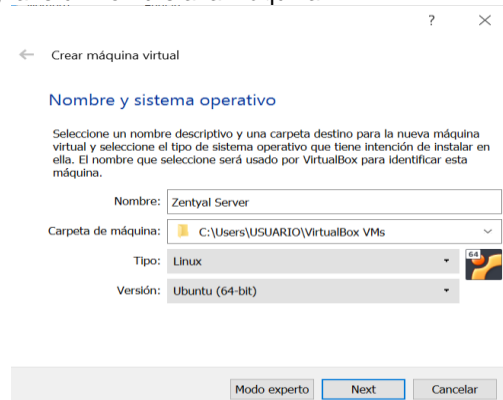 ?
Crear máquina virtual
Nombre y sistema operativo
Seleccione un nombre descriptivo y una carpeta destino para la nueva máquina
virtual y seleccione el tipo de sistema operativo que tiene intención de instalar en
ella. El nombre que seleccione será usado por VirtualBox para identificar esta
máquina.
Nombre: Zentyal Server
Carpeta de máquina: C:\Users\USUARIO\VirtualBox VMs
Tipo: Linux
64
Versión: Ubuntu (64-bit)
Modo experto Next Cancelar